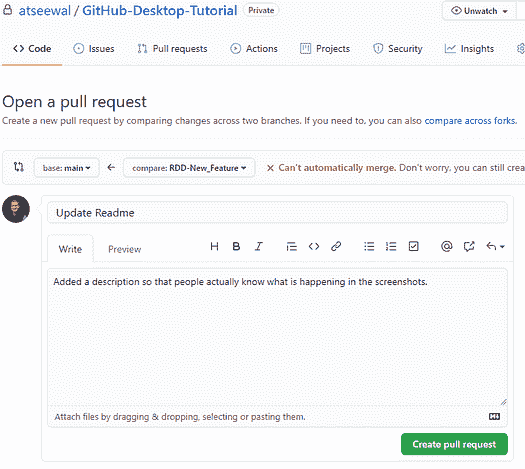 atseewal / GitHub-Desktop-Tutorial Private
Unwatch
Code Issues Pull requests Actions Projects Security Insights
Open a pull request
Create a new pull request by comparing changes across two branches. If you need to, you can also compare across forks.
base: main compare: RDD-New_Feature Can't automatically merge. Don't worry, you can still crea
Update Readme
Write Preview H B I
Added a description so that people actually know what is happening in the screenshots.
Attach files by dragging & dropping, selecting or pasting them.
Create pull request